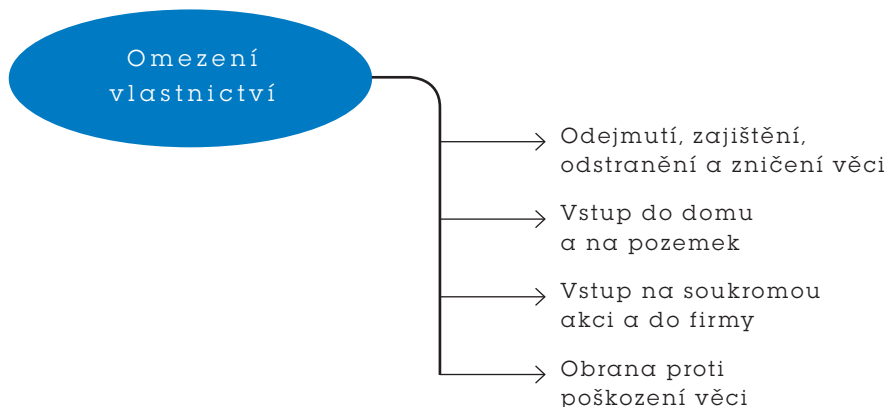 Omezení
vlastnictví
Odejmutí, zajištění,
odstranění a zničení věci
Vstup do domu
a na pozemek
Vstup na soukromou
akci a do firmy
Obrana proti
poškození věci